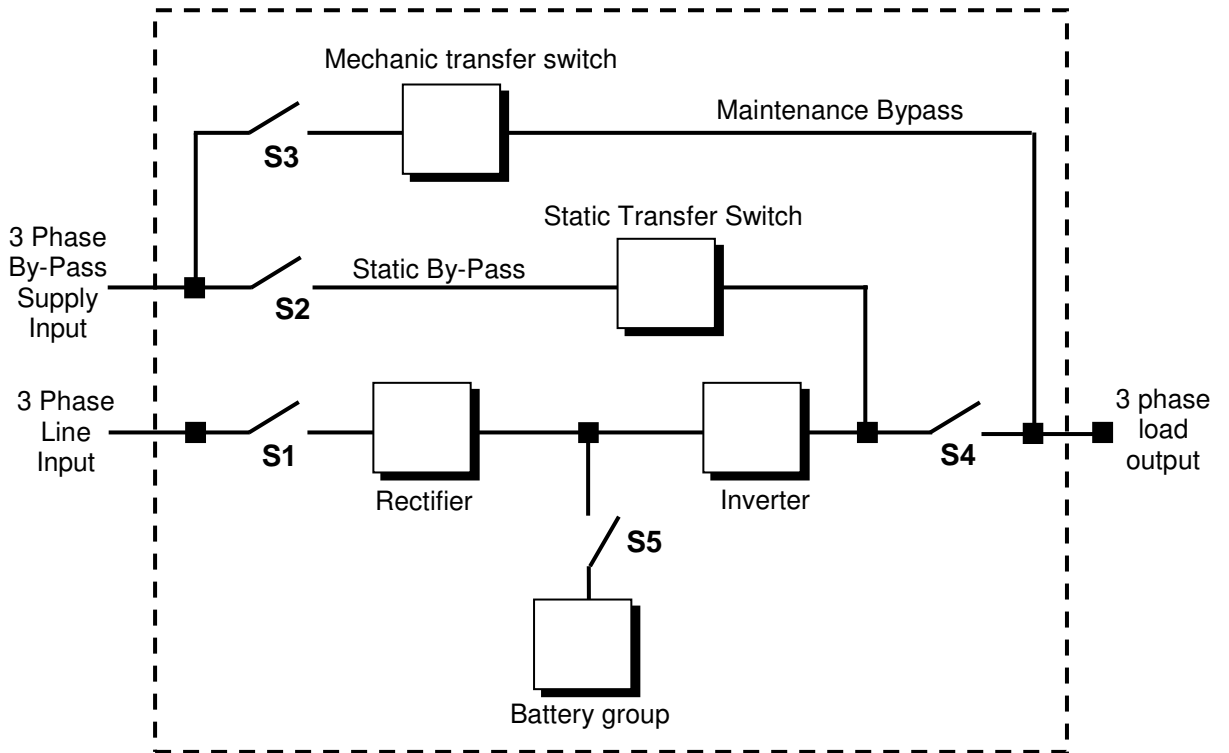 Mechanic transfer switch
Maintenance Bypass
S3
Static Transfer Switch
3 Phase
By-Pass
Supply
Input
Static By-Pass
S2
3 Phase
Line
Input
S1
Rectifier
Inverter
S4
3 phase
load
output
S5
Battery group